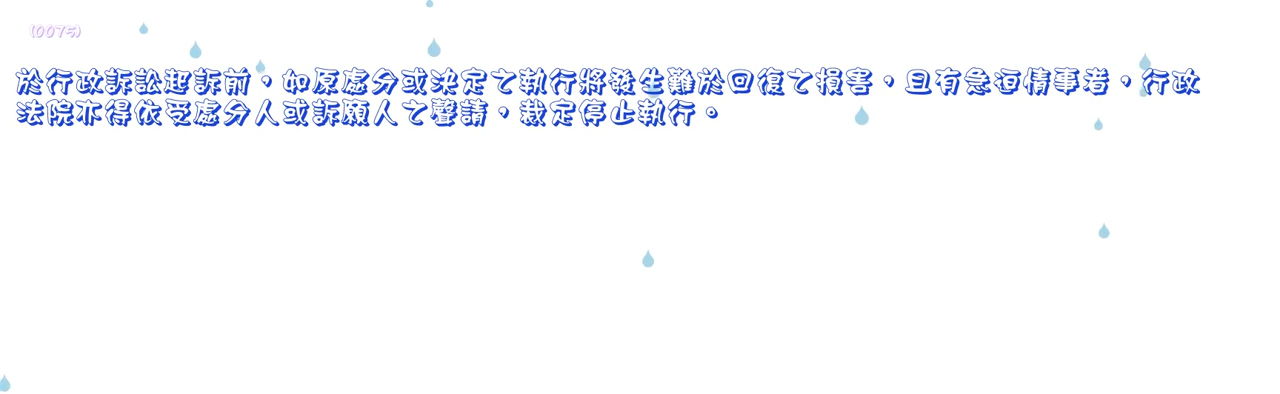 (0075)
於行政訴訟起訴前，如原處分或決定之執行將發生難於回復之損害，且有急迫情事者，行政
法院亦得依受處分人或訴願人之聲請，裁定停止執行。